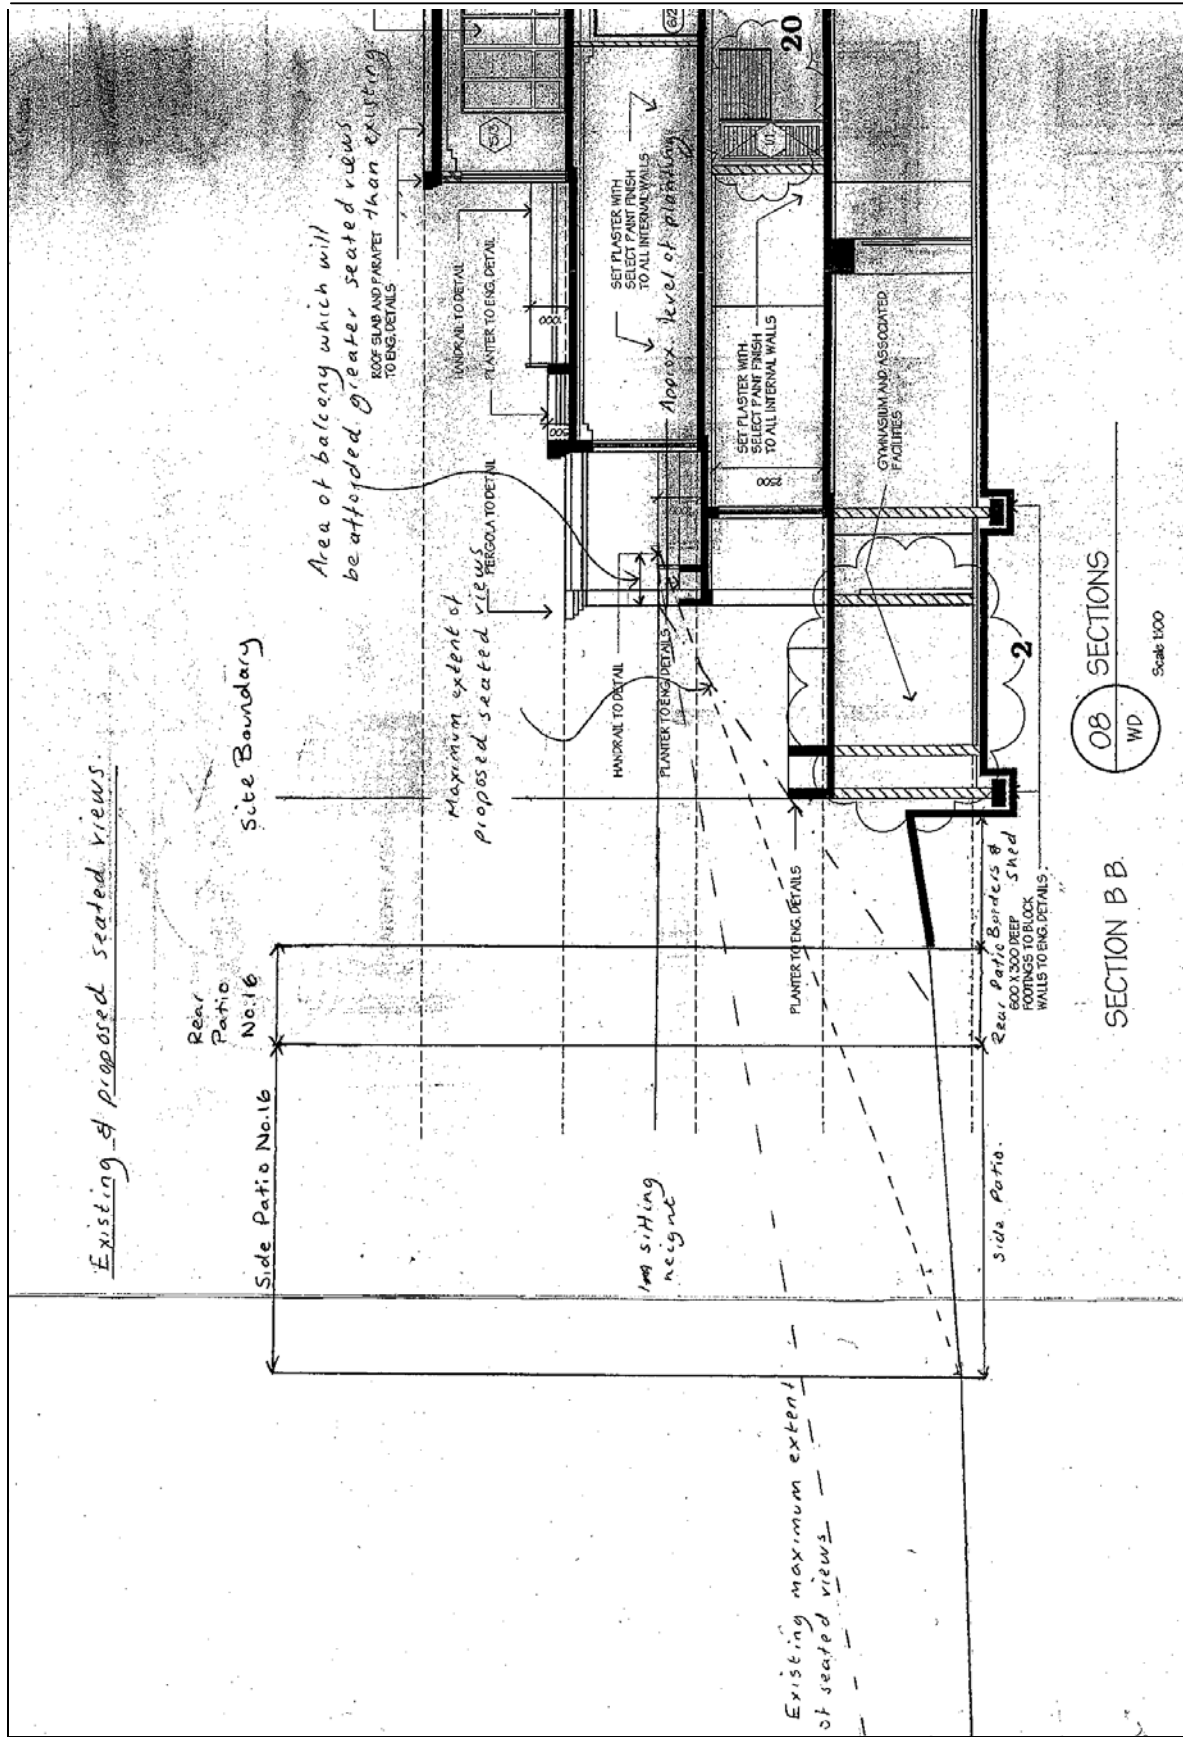 Existing & proposed seated views.
Site Boundary
Rear
Patio
No.16
Side Patio No.16
Area of balcony which will
be afforded greater seated views
than existing
ROOF SLAB AND PARAPET
TO ENG.DETAILS
HANDRAIL TO DETAIL
PLANTER TO ENG. DETAIL
1000
500
513
PERGOLA TO DETAIL
Maximum extent of
proposed seated views
SET PLASTER WITH
SELECT PAINT FINISH
TO ALL INTERNAL WALLS
Approx. level of planting
HANDRAIL TO DETAIL
PLANTER TO ENG. DETAILS
1m sitting
height
SET PLASTER WITH
SELECT PAINT FINISH
TO ALL INTERNAL WALLS
2500
20
PLANTER TO ENG. DETAILS
Existing maximum extent
of seated views
GYMNASIUM AND ASSOCIATED
FACILITIES
2
side Patio.
Rear Patio Borders &
shed
600 X 300 DEEP
FOOTINGS TO BLOCK
WALLS TO ENG. DETAILS
SECTION B B
08
WD
SECTIONS
Scale 1:100